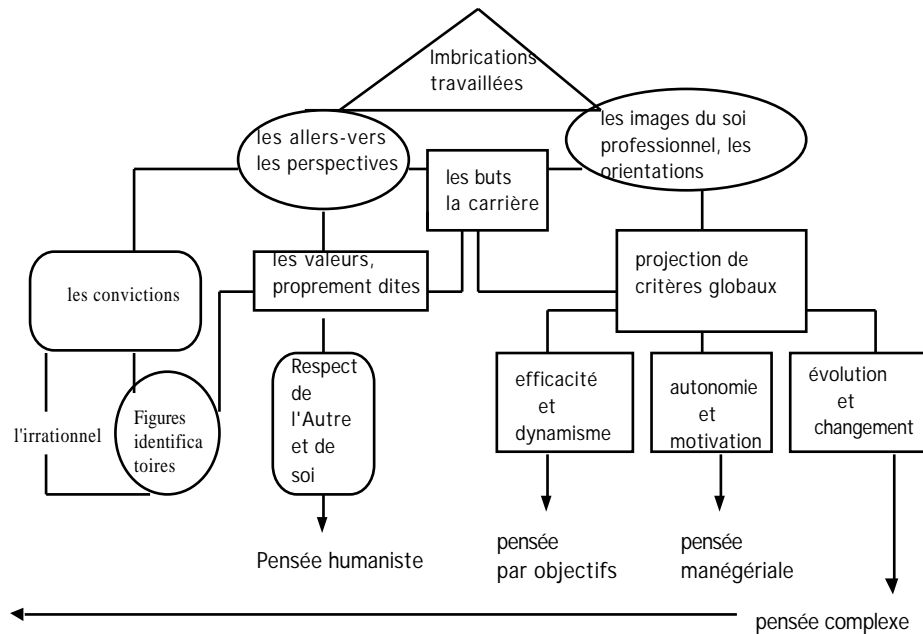 Imbrications
travaillées
les allers-vers
les perspectives
les images du soi
professionnel, les
orientations
les buts
la carrière
les convictions
les valeurs,
proprement dites
projection de
critères globaux
l'irrationnel
Figures
identifica
toires
Respect
de
l'Autre
et de
soi
efficacité
et
dynamisme
autonomie
et
motivation
évolution
et
changement
Pensée humaniste
pensée
par objectifs
pensée
manégériale
pensée complexe